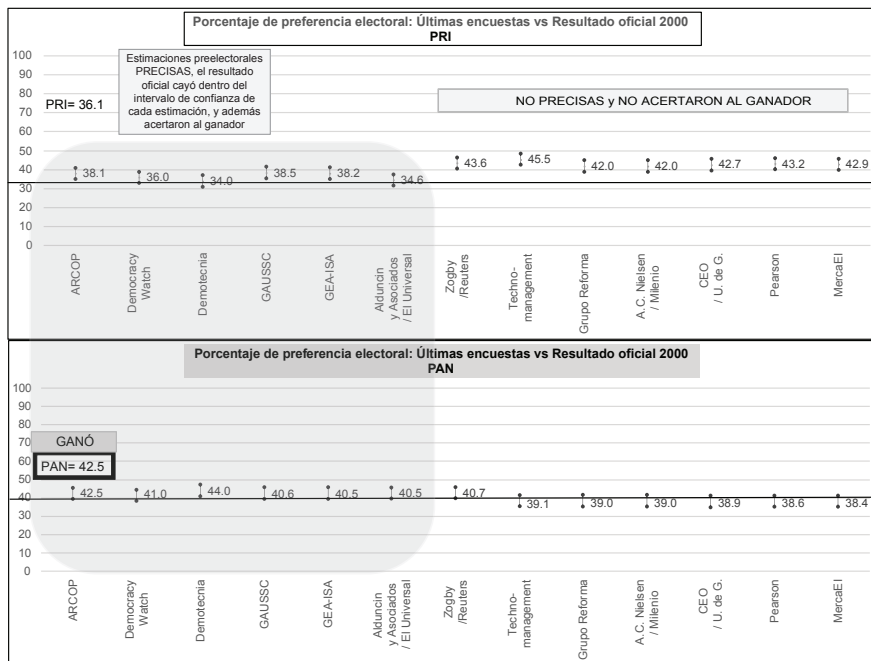 Porcentaje de preferencia electoral: Últimas encuestas vs Resultado oficial 2000
PRI
100
90
80
70
60
50
40
30
20
10
0
PRI= 36.1
Estimaciones preelectorales
PRECISAS, el resultado
oficial cayó dentro del
intervalo de confianza de
cada estimación, y además
acertaron al ganador
NO PRECISAS y NO ACERTARON AL GANADOR
38.1
36.0
34.0
38.5
38.2
34.6
43.6
45.5
42.0
42.0
42.7
43.2
42.9
ARCOP
Democracy
Watch
Demotecnia
GAUSSC
GEA-ISA
Alduncin
y Asociados
/ El Universal
Zogby
/Reuters
Techno-
management
Grupo Reforma
A.C. Nielsen
/ Milenio
CEO
/ U. de G.
Pearson
MercaEI
Porcentaje de preferencia electoral: Últimas encuestas vs Resultado oficial 2000
PAN
100
90
80
70
60
50
40
30
20
10
0
GANÓ
PAN= 42.5
42.5
41.0
44.0
40.6
40.5
40.5
40.7
39.1
39.0
39.0
38.9
38.6
38.4
ARCOP
Democracy
Watch
Demotecnia
GAUSSC
GEA-ISA
Alduncin
y Asociados
/ El Universal
Zogby
/Reuters
Techno-
management
Grupo Reforma
A.C. Nielsen
/ Milenio
CEO
/ U. de G.
Pearson
MercaEI